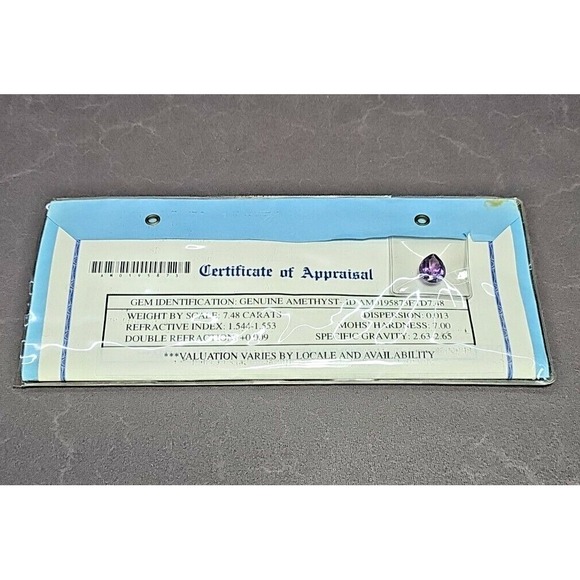 Certificate of Appraisal
GEM IDENTIFICATION: GENUINE AMETHYST
WEIGHT BY SCALE: 7.48 CARATS
DISPERSION: 0.013
REFRACTIVE INDEX: 1.544-1.553
MOHS' HARDNESS: 7.00
DOUBLE REFRACTION: +0.009
SPECIFIC GRAVITY: 2.63-2.65
***VALUATION VARIES BY LOCALE AND AVAILABILITY